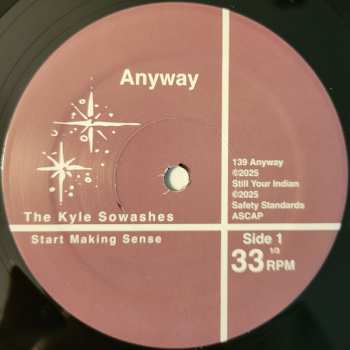 Anyway
139 Anyway
©2025
Still Your Indian
©2025
Safety Standards
ASCAP
The Kyle Sowashes
Start Making Sense
Side 1
33 1/3 RPM